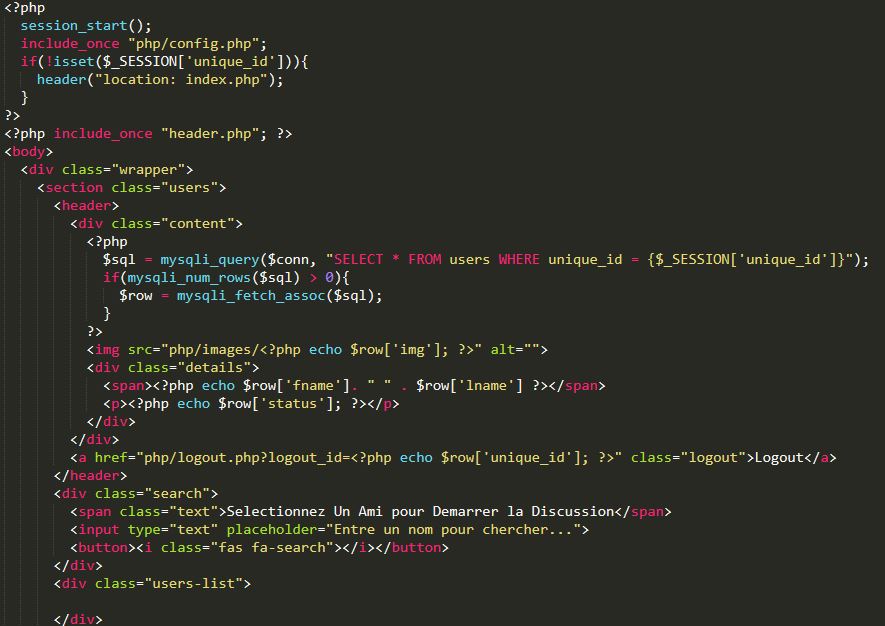 <?php
  session_start();
  include_once "php/config.php";
  if(!isset($_SESSION['unique_id'])){
    header("location: index.php");
  }
?>
<?php include_once "header.php"; ?>
<body>
  <div class="wrapper">
    <section class="users">
      <header>
        <div class="content">
          <?php
            $sql = mysqli_query($conn, "SELECT * FROM users WHERE unique_id = {$_SESSION['unique_id']}");
            if(mysqli_num_rows($sql) > 0){
              $row = mysqli_fetch_assoc($sql);
            }
          ?>
          <img src="php/images/<?php echo $row['img']; ?>" alt="">
          <div class="details">
            <span><?php echo $row['fname']. " " . $row['lname'] ?></span>
            <p><?php echo $row['status']; ?></p>
          </div>
        </div>
        <a href="php/logout.php?logout_id=<?php echo $row['unique_id']; ?>" class="logout">Logout</a>
      </header>
      <div class="search">
        <span class="text">Selectionnez Un Ami pour Demarrer la Discussion</span>
        <input type="text" placeholder="Entre un nom pour chercher...">
        <button><i class="fas fa-search"></i></button>
      </div>
      <div class="users-list">
      </div>